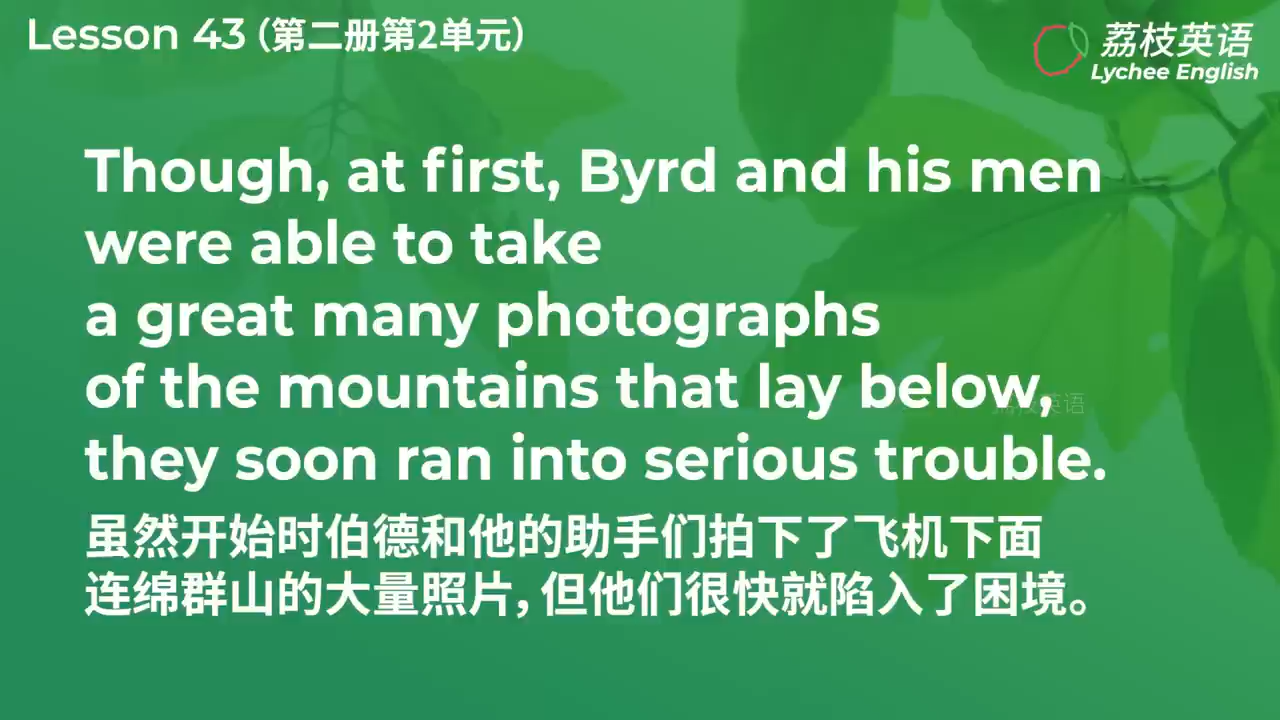 Lesson 43 (第二册第2单元)
荔枝英语
Lychee English
Though, at first, Byrd and his men
were able to take
a great many photographs
of the mountains that lay below,
荔枝英语
they soon ran into serious trouble.
虽然开始时伯德和他的助手们拍下了飞机下面
连绵群山的大量照片，但他们很快就陷入了困境。